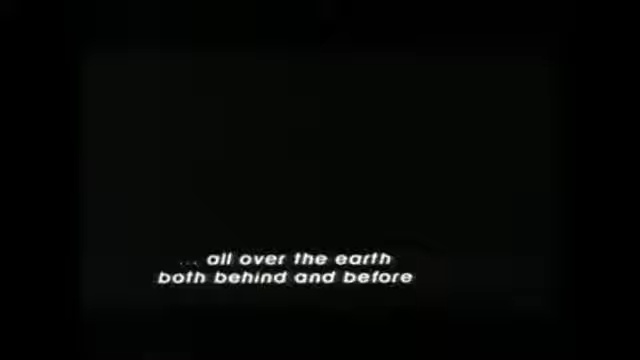 ... all over the earth
both behind and before